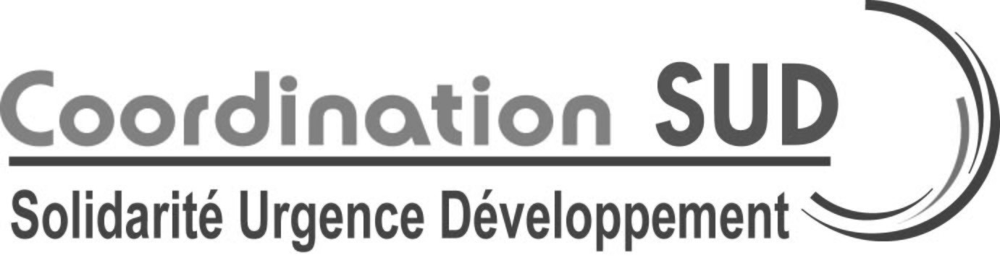 Coordination SUD
Solidarité Urgence Développement